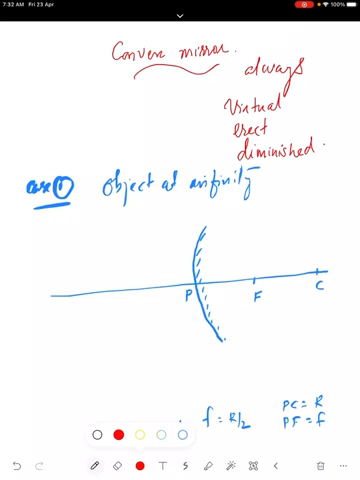 7:32 AM Fri 23 Apr
100%
Convex mirror.
always
Virtual
erect
diminished.
case ①
Object at infinity
P
F
C
f = R/2
PC = R
PF = f
T